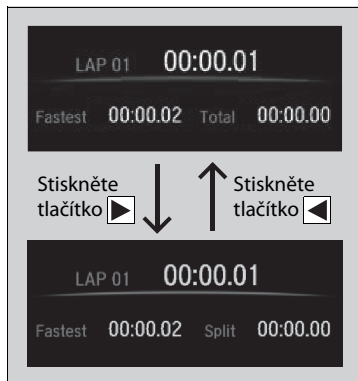 LAP 01 00:00.01
Fastest 00:00.02 Total 00:00.00
Stiskněte
tlačítko
Stiskněte
tlačítko
LAP 01 00:00.01
Fastest 00:00.02 Split 00:00.00